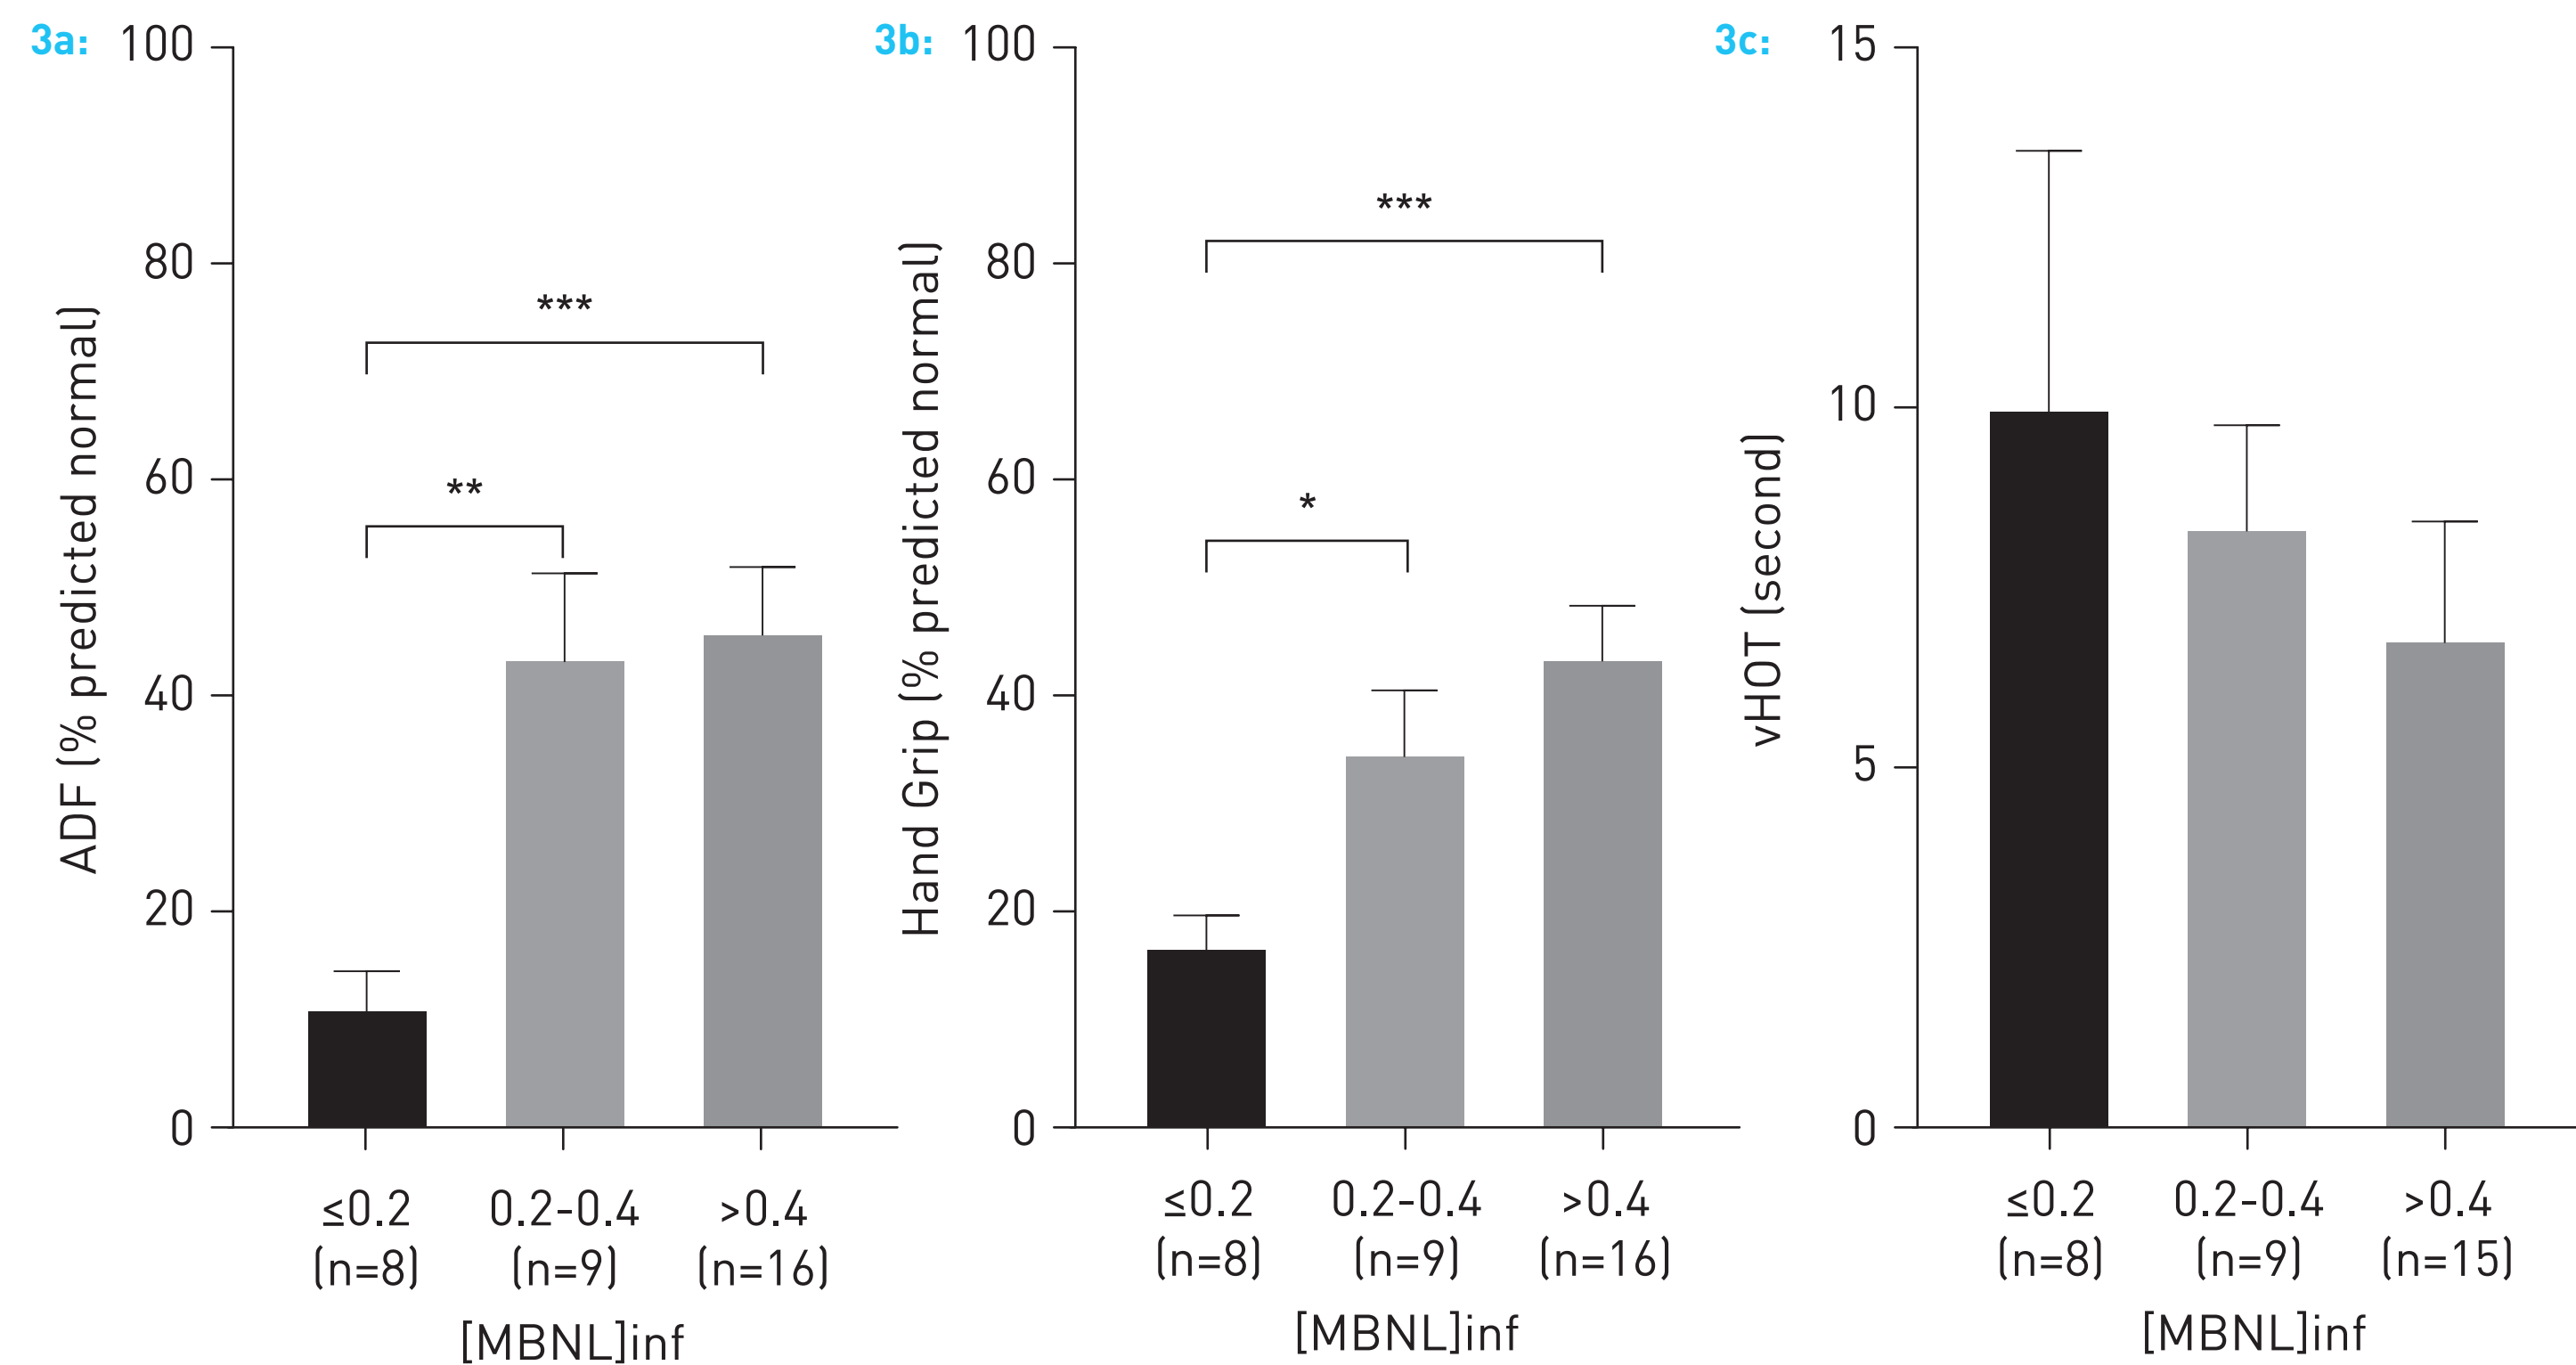 3a:
100
80
60
40
20
0
ADF (% predicted normal)
***
**
≤0.2 0.2-0.4 >0.4
(n=8) (n=9) (n=16)
[MBNL]inf
3b:
100
80
60
40
20
0
Hand Grip (% predicted normal)
***
*
≤0.2 0.2-0.4 >0.4
(n=8) (n=9) (n=16)
[MBNL]inf
3c:
15
10
5
0
vHOT (second)
≤0.2 0.2-0.4 >0.4
(n=8) (n=9) (n=15)
[MBNL]inf